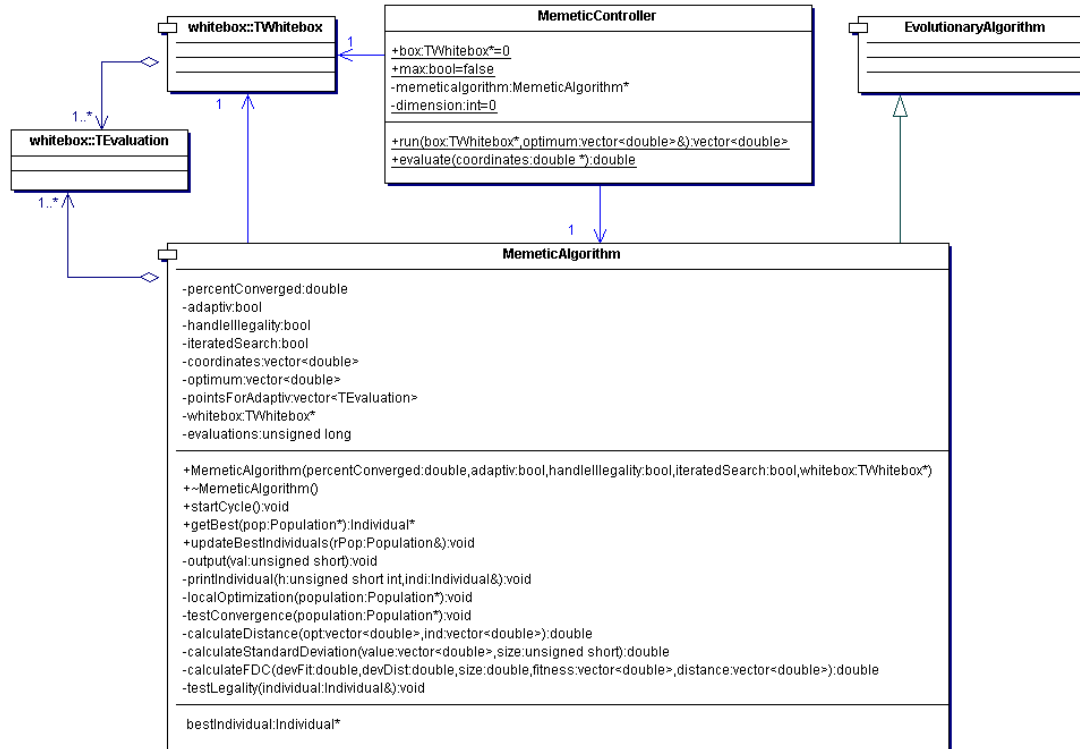 whitebox::TWhitebox
MemeticController
EvolutionaryAlgorithm
1
+box:TWhitebox*=0
+max:bool=false
-memeticalgorithm:MemeticAlgorithm*
-dimension:int=0
+run(box:TWhitebox*,optimum:vector<double>&):vector<double>
+evaluate(coordinates:double *):double
1..*
1
whitebox::TEvaluation
1..*
1
MemeticAlgorithm
-percentConverged:double
-adaptiv:bool
-handleIllegality:bool
-iteratedSearch:bool
-coordinates:vector<double>
-optimum:vector<double>
-pointsForAdaptiv:vector<TEvaluation>
-whitebox:TWhitebox*
-evaluations:unsigned long
+MemeticAlgorithm(percentConverged:double,adaptiv:bool,handleIllegality:bool,iteratedSearch:bool,whitebox:TWhitebox*)
+~MemeticAlgorithm()
+startCycle():void
+getBest(pop:Population*):Individual*
+updateBestIndividuals(rPop:Population&):void
-output(val:unsigned short):void
-printIndividual(h:unsigned short int,indi:Individual&):void
-localOptimization(population:Population*):void
-testConvergence(population:Population*):void
-calculateDistance(opt:vector<double>,ind:vector<double>):double
-calculateStandardDeviation(value:vector<double>,size:unsigned short):double
-calculateFDC(devFit:double,devDist:double,size:double,fitness:vector<double>,distance:vector<double>):double
-testLegality(individual:Individual&):void
bestIndividual:Individual*